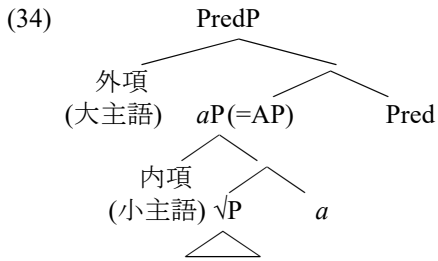 (34) PredP
外項
(大主語) aP(=AP) Pred
内項
(小主語) √P a